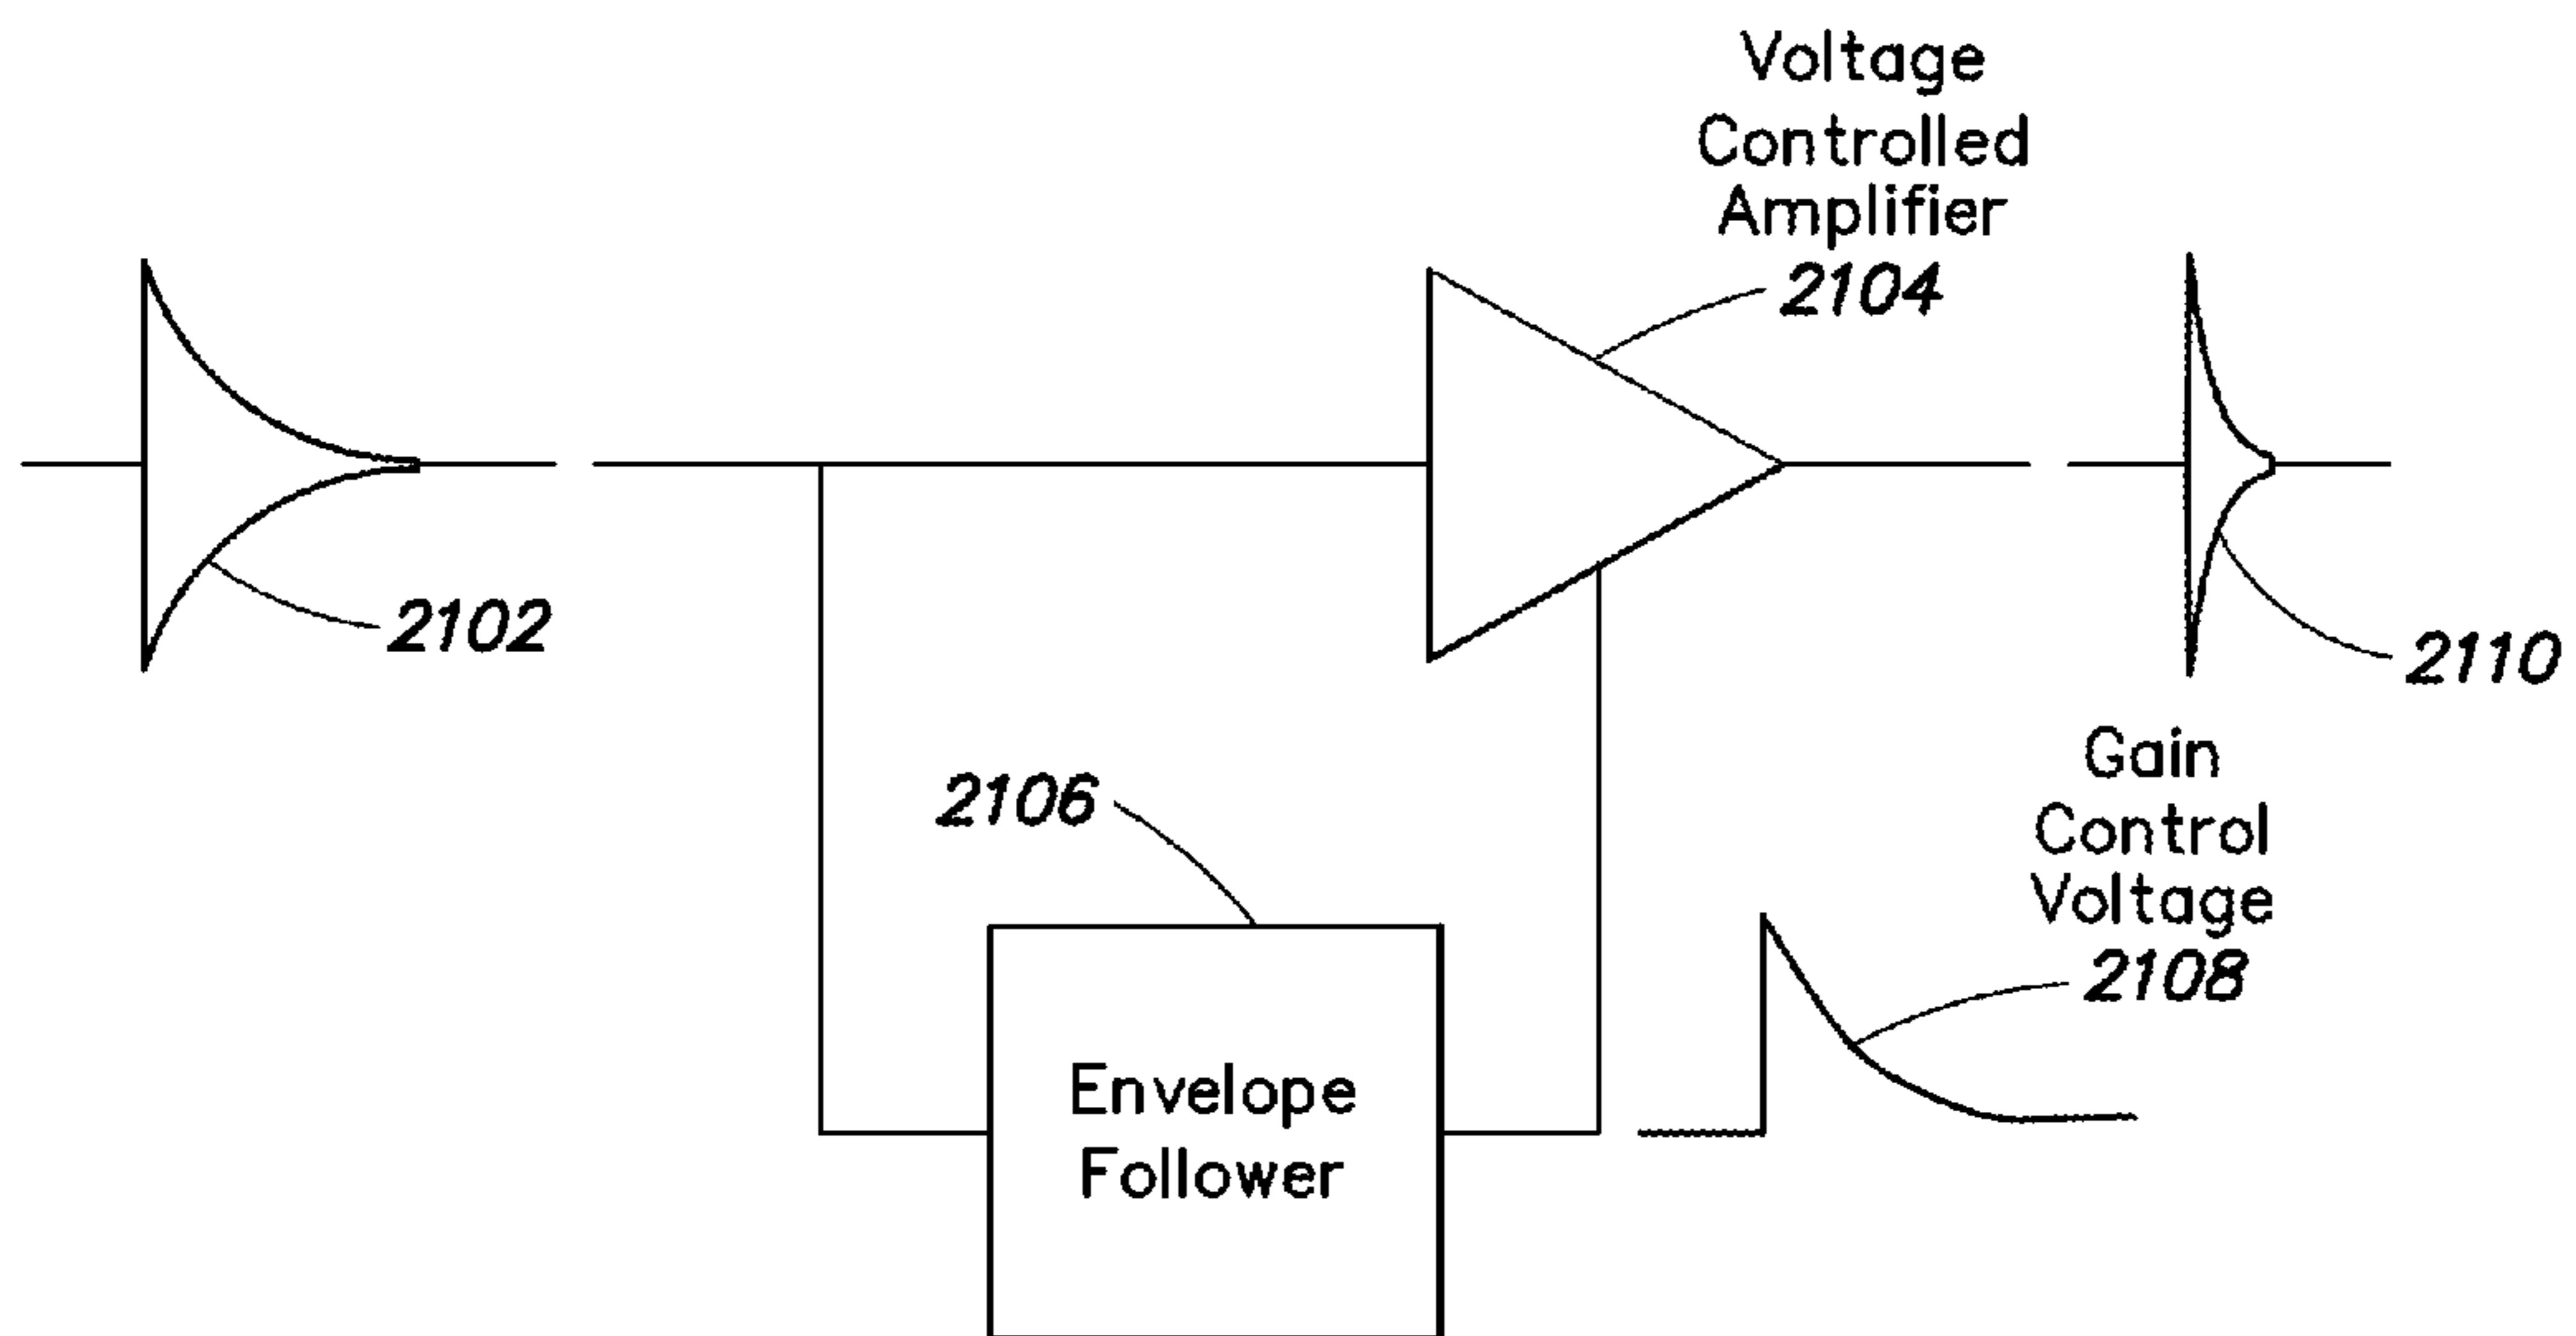 Voltage
Controlled
Amplifier
2104
2102
2110
Gain
Control
Voltage
2108
2106
Envelope
Follower